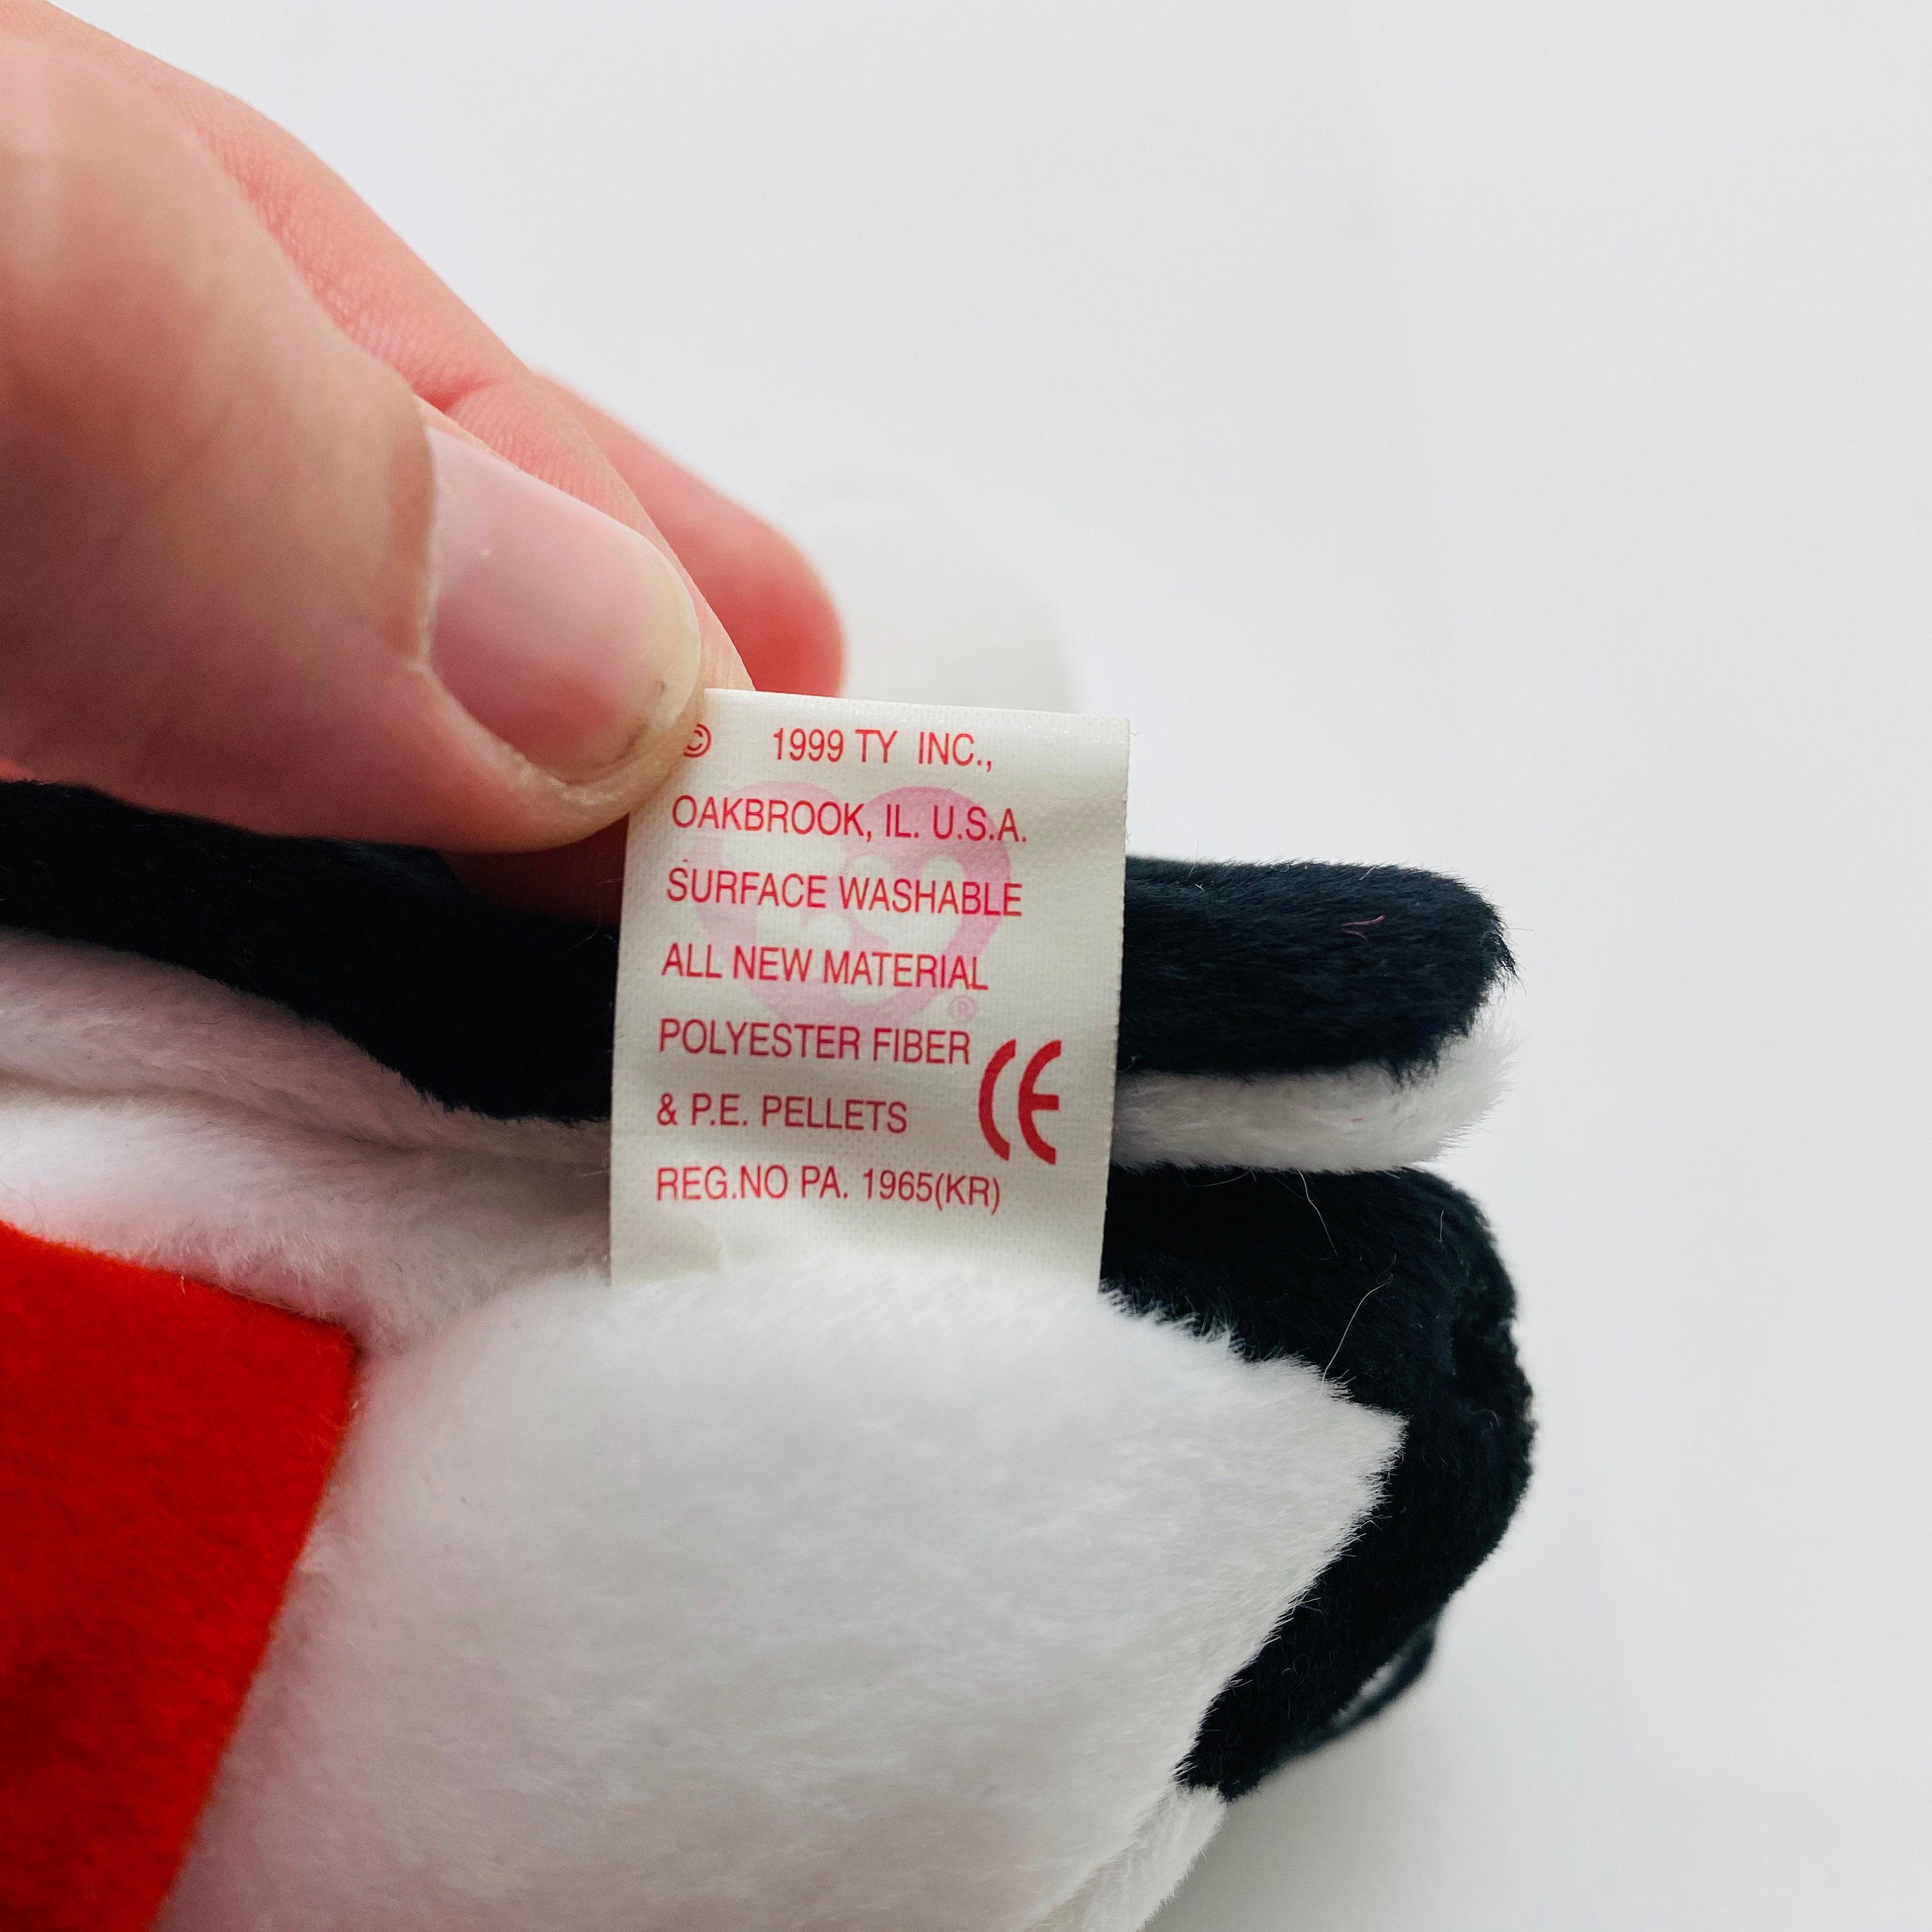 © 1999 TY INC.,
OAKBROOK, IL. U.S.A.
SURFACE WASHABLE
ALL NEW MATERIAL
®
POLYESTER FIBER
& P.E. PELLETS CE
REG.NO PA. 1965(KR)